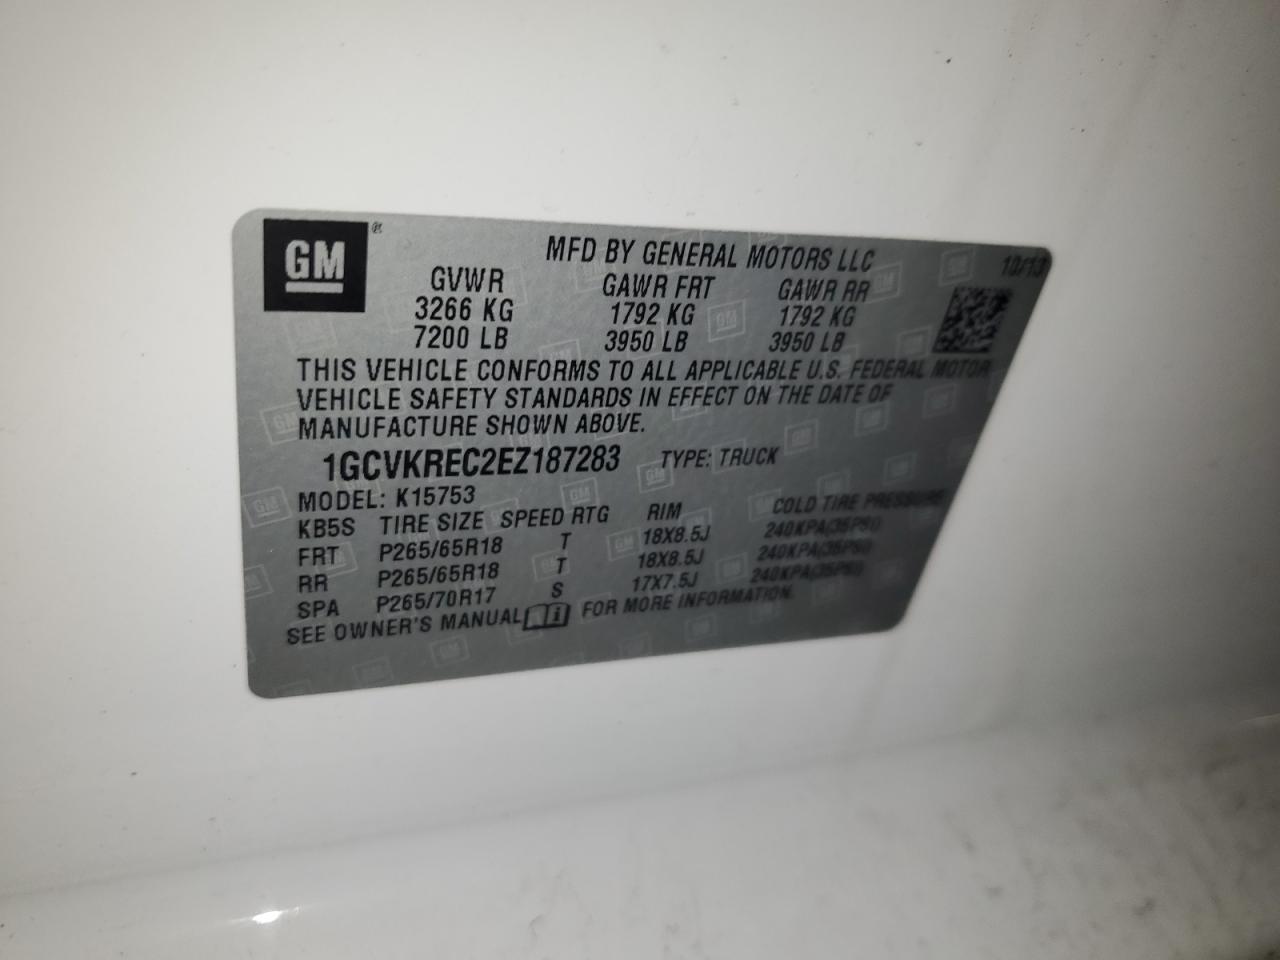 GM ®
MFD BY GENERAL MOTORS LLC 10/13
GVWR GAWR FRT GAWR RR
3266 KG 1792 KG 1792 KG
7200 LB 3950 LB 3950 LB
THIS VEHICLE CONFORMS TO ALL APPLICABLE U.S. FEDERAL MOTOR
VEHICLE SAFETY STANDARDS IN EFFECT ON THE DATE OF
MANUFACTURE SHOWN ABOVE.
1GCVKREC2EZ187283 TYPE: TRUCK
MODEL: K15753
KB5S TIRE SIZE SPEED RTG RIM COLD TIRE PRESSURE
FRT P265/65R18 T 18X8.5J 240KPA(35PSI)
RR P265/65R18 T 18X8.5J 240KPA(35PSI)
SPA P265/70R17 S 17X7.5J 240KPA(35PSI)
SEE OWNER'S MANUAL i FOR MORE INFORMATION.